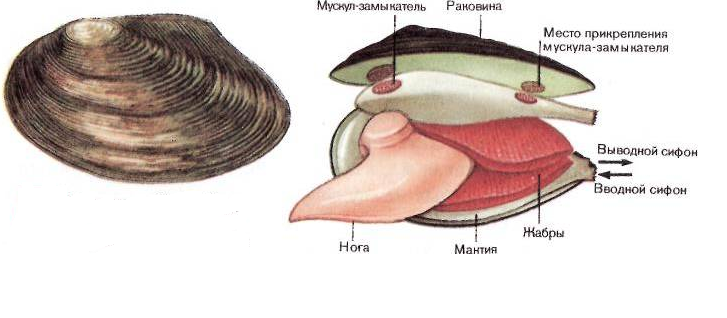 Мускул-замыкатель
Раковина
Место прикрепления
мускула-замыкателя
Выводной сифон
Вводной сифон
Жабры
Мантия
Нога